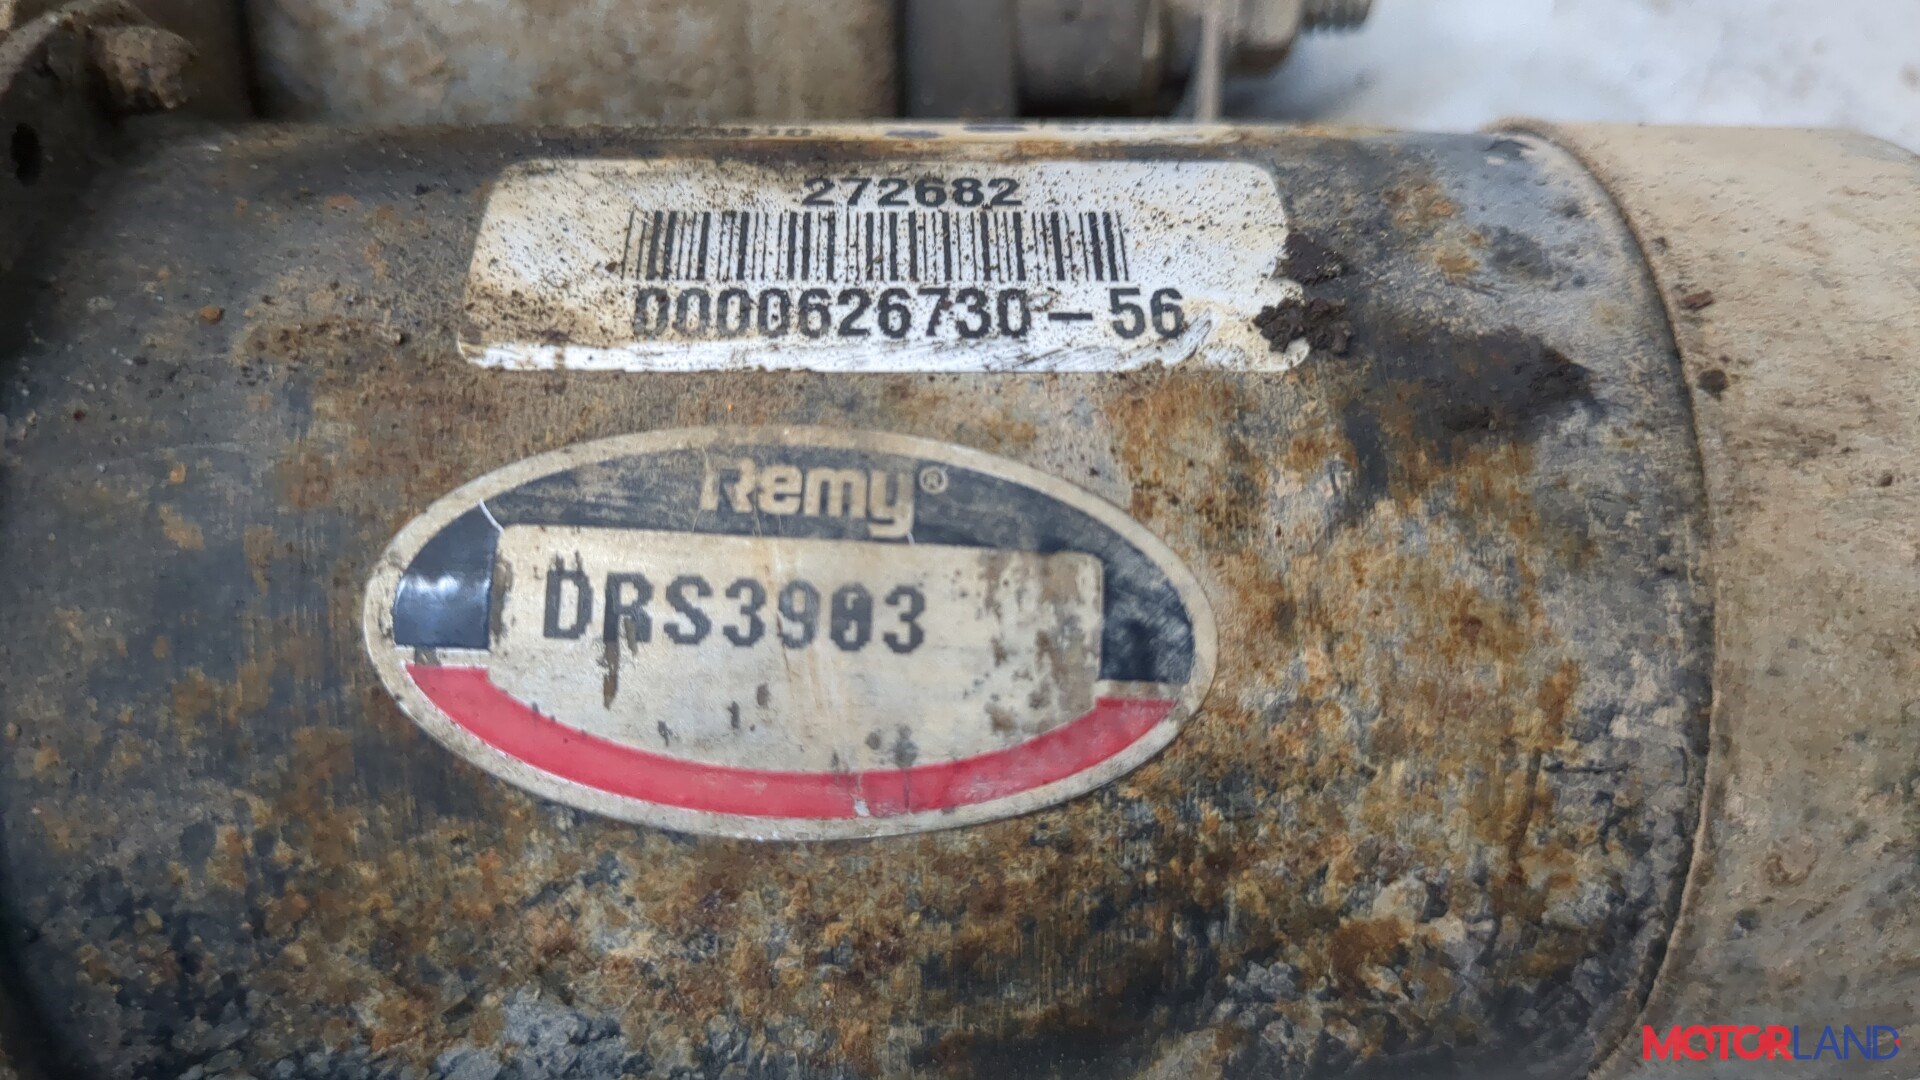 272682
0000626730-56
Remy®
DRS3903
MOTORLAND